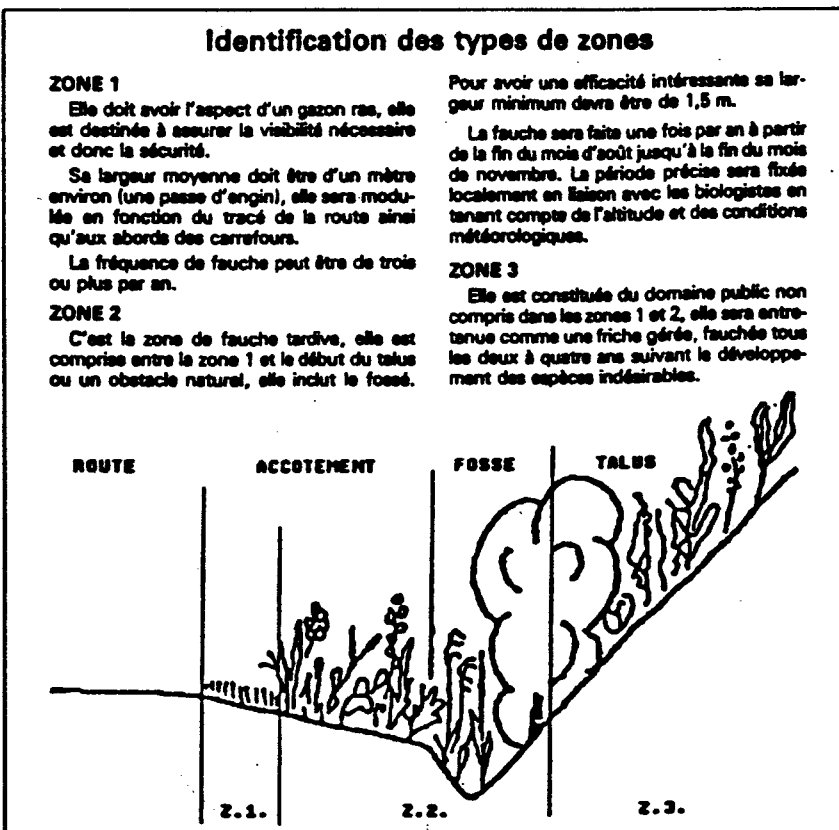 Identification des types de zones
ZONE 1
Elle doit avoir l'aspect d'un gazon ras, elle
est destinée à assurer la visibilité nécessaire
et donc la sécurité.
Sa largeur moyenne doit être d'un mètre
environ (une passe d'engin), elle sera modu-
lée en fonction du tracé de la route ainsi
qu'aux abords des carrefours.
La fréquence de fauche peut être de trois
ou plus par an.
ZONE 2
C'est la zone de fauche tardive, elle est
comprise entre la zone 1 et le début du talus
ou un obstacle naturel, elle inclut le fossé.
Pour avoir une efficacité intéressante sa lar-
geur minimum devra être de 1,5 m.
La fauche sera faite une fois par an à partir
de la fin du mois d'août jusqu'à la fin du mois
de novembre. La période précise sera fixée
localement en liaison avec les biologistes en
tenant compte de l'altitude et des conditions
météorologiques.
ZONE 3
Elle est constituée du domaine public non
compris dans les zones 1 et 2, elle sera entre-
tenue comme une friche gérée, fauchée tous
les deux à quatre ans suivant le développe-
ment des espèces indésirables.
ROUTE ACCOTEMENT FOSSE TALUS
Z.1. Z.2. Z.3.